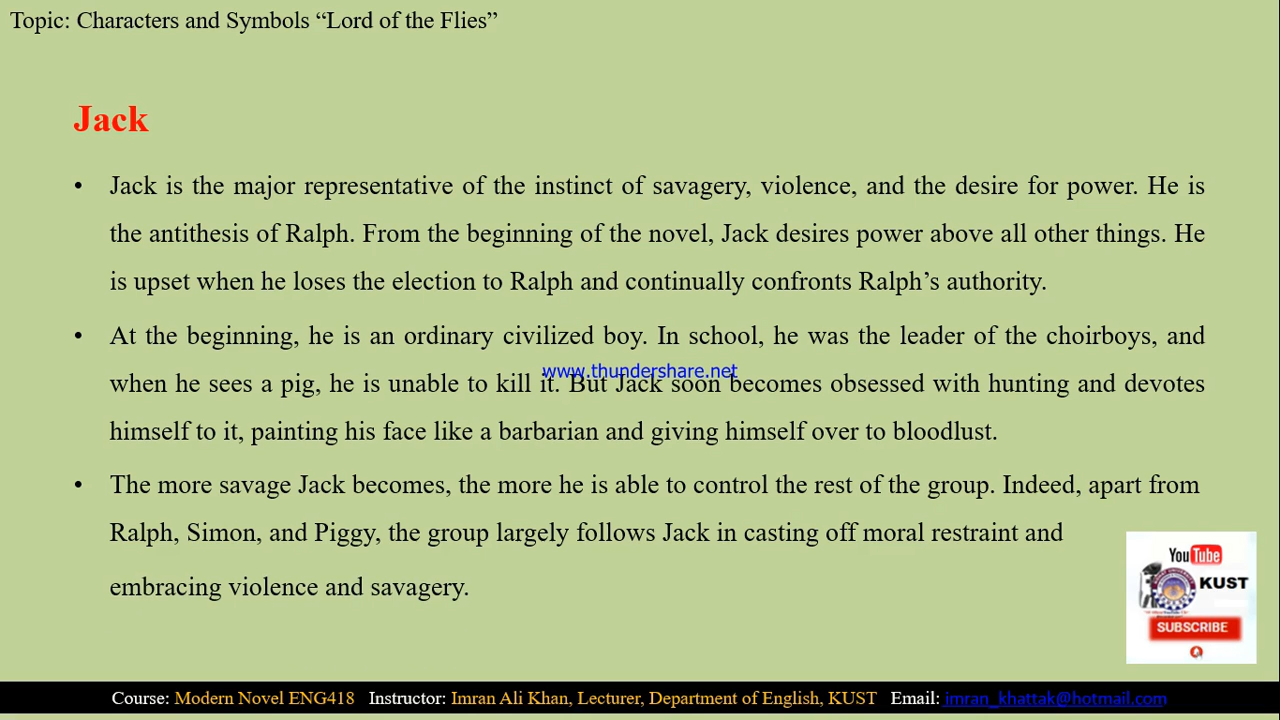 Topic: Characters and Symbols “Lord of the Flies”
Jack
• Jack is the major representative of the instinct of savagery, violence, and the desire for power. He is
the antithesis of Ralph. From the beginning of the novel, Jack desires power above all other things. He
is upset when he loses the election to Ralph and continually confronts Ralph’s authority.
• At the beginning, he is an ordinary civilized boy. In school, he was the leader of the choirboys, and
www.thundershare.net
when he sees a pig, he is unable to kill it. But Jack soon becomes obsessed with hunting and devotes
himself to it, painting his face like a barbarian and giving himself over to bloodlust.
• The more savage Jack becomes, the more he is able to control the rest of the group. Indeed, apart from
Ralph, Simon, and Piggy, the group largely follows Jack in casting off moral restraint and
embracing violence and savagery.
YouTube
KUST
SUBSCRIBE
Course: Modern Novel ENG418 Instructor: Imran Ali Khan, Lecturer, Department of English, KUST Email: imran_khattak@hotmail.com